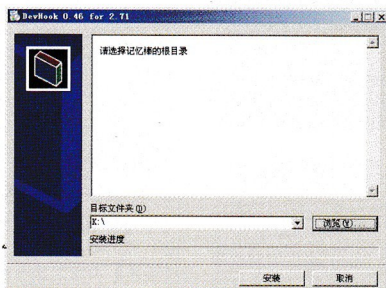 DevHook 0.46 for 2.71
请选择记忆棒的根目录
目标文件夹(D)
K:\
浏览(W)...
安装进度
安装
取消